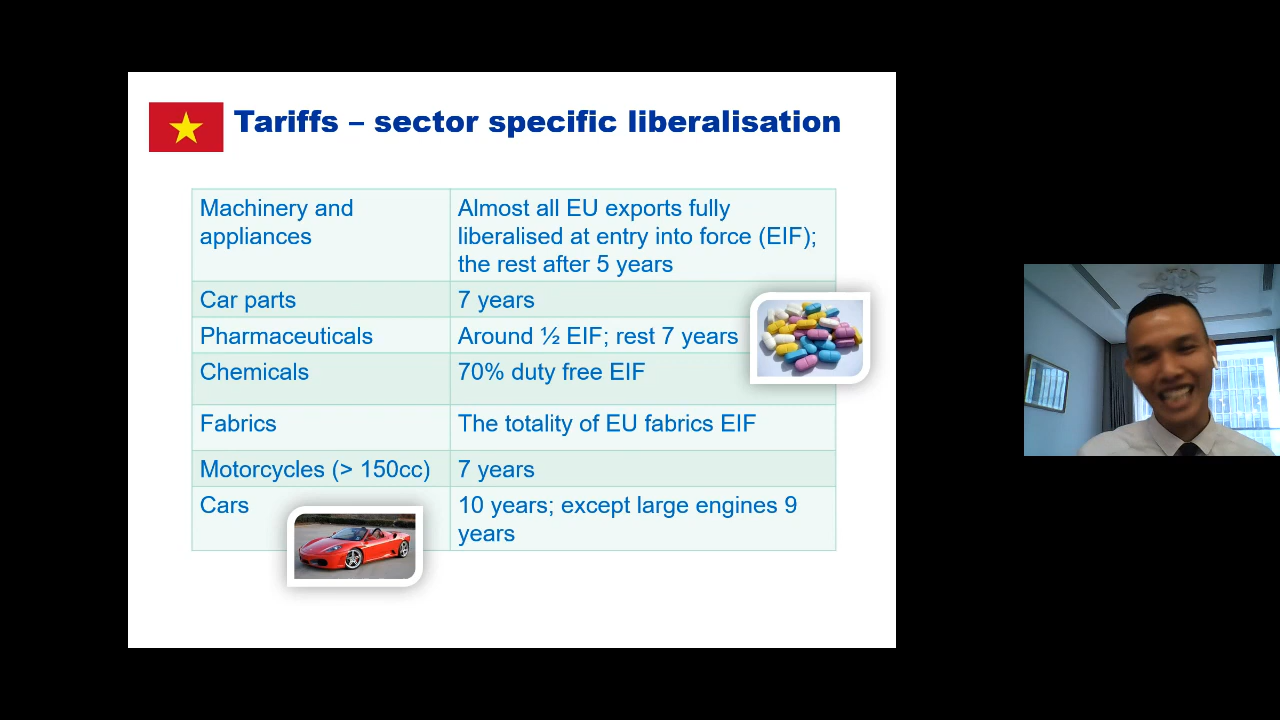 Tariffs – sector specific liberalisation
Machinery and
appliances
Almost all EU exports fully
liberalised at entry into force (EIF);
the rest after 5 years
Car parts
7 years
Pharmaceuticals
Around ½ EIF; rest 7 years
Chemicals
70% duty free EIF
Fabrics
The totality of EU fabrics EIF
Motorcycles (> 150cc)
7 years
Cars
10 years; except large engines 9
years